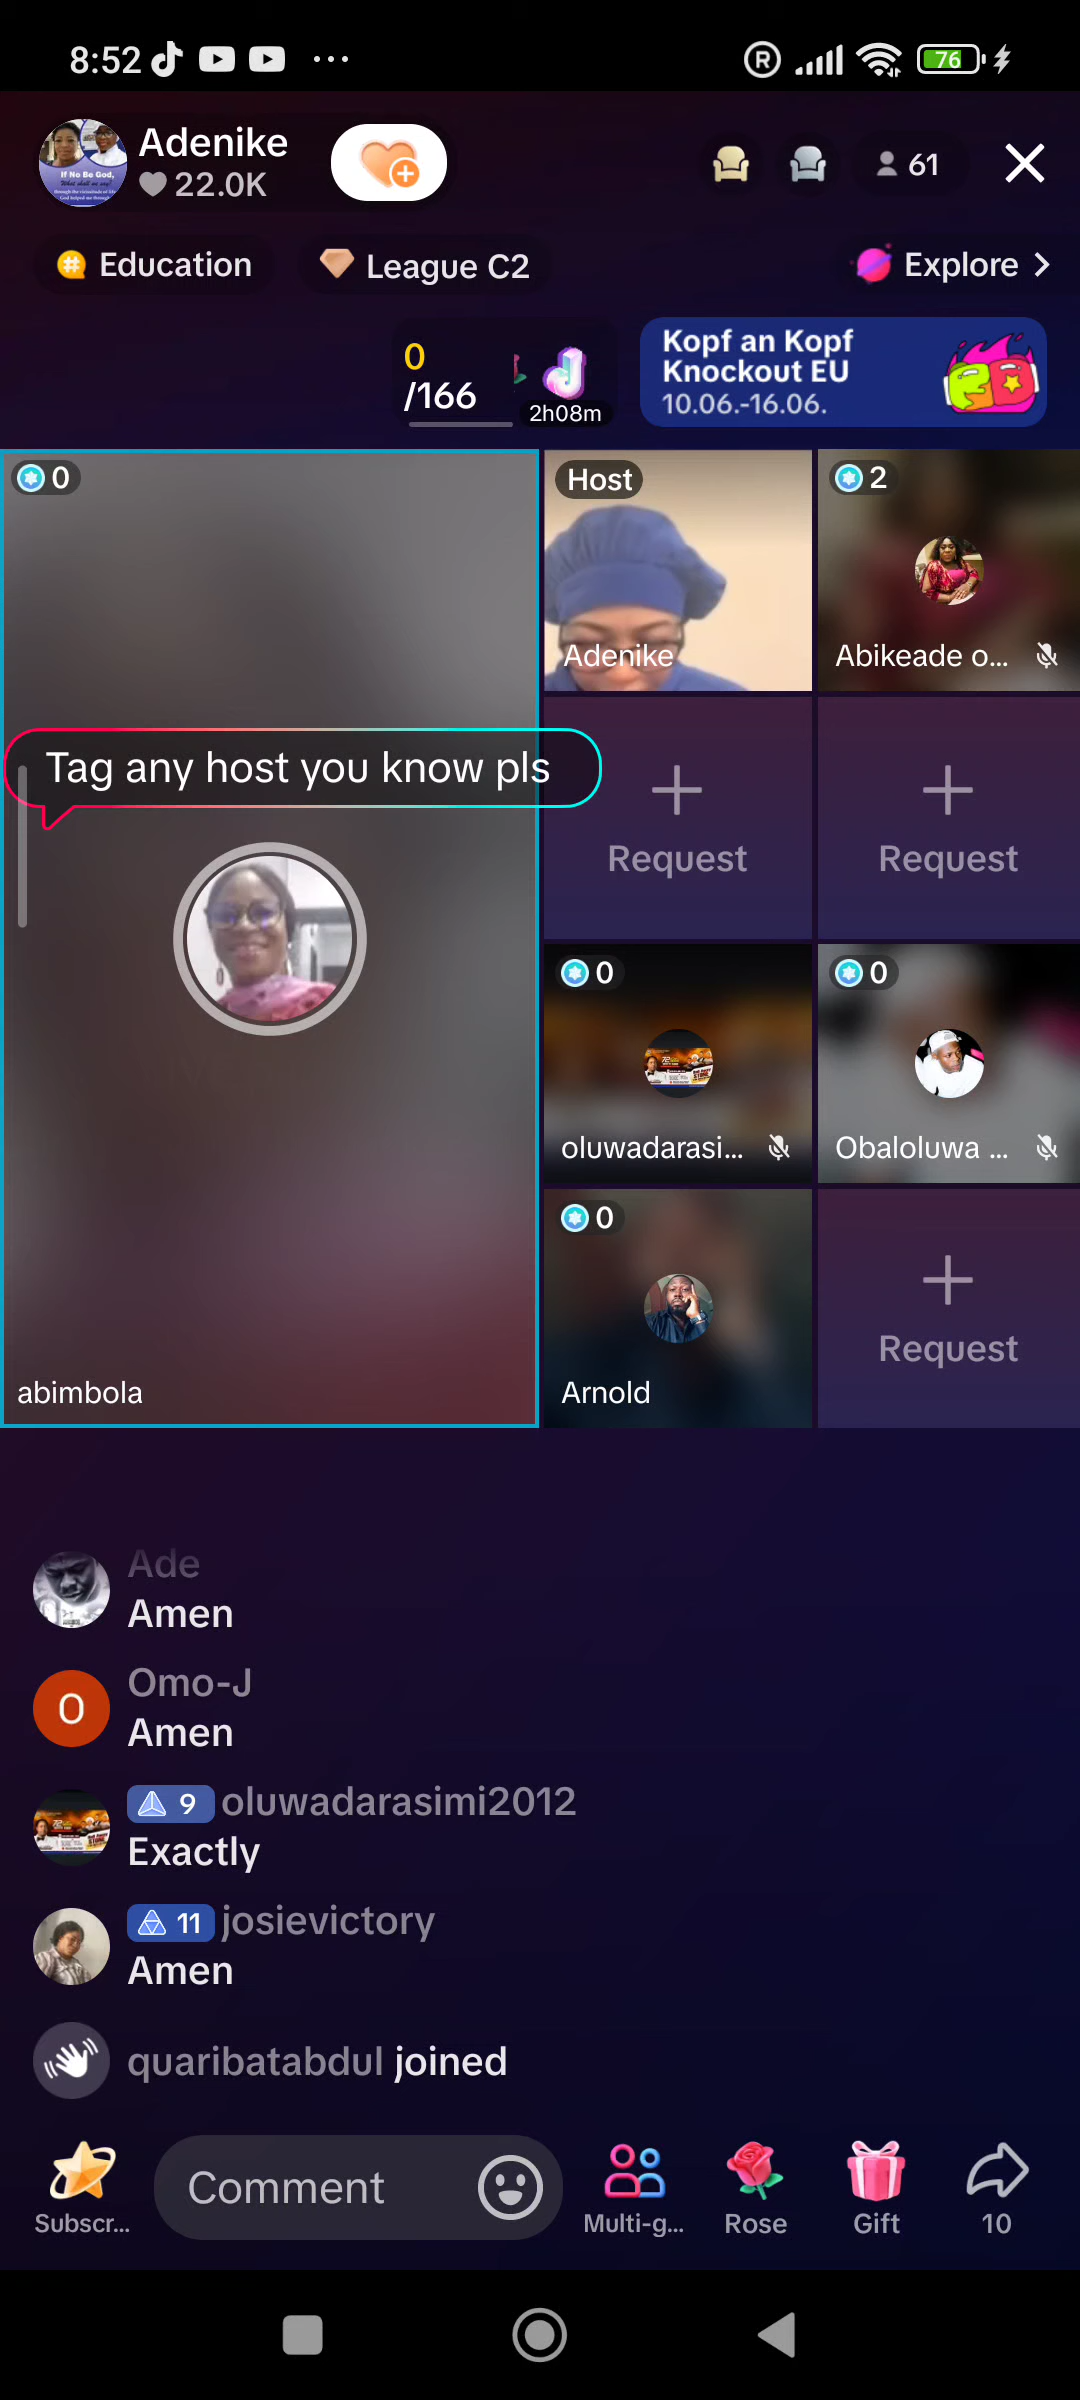 8:52
R
76
Adenike
22.0K
61
Education
League C2
Explore
0
/166
2h08m
Kopf an Kopf
Knockout EU
10.06.-16.06.
0
Host
Adenike
2
Abikeade o...
Tag any host you know pls
Request
Request
0
oluwadarasi...
0
Obaloluwa ...
abimbola
0
Arnold
Request
Ade
Amen
O
Omo-J
Amen
9 oluwadarasimi2012
Exactly
11 josievictory
Amen
quaribatabdul joined
Subscr...
Comment
Multi-g...
Rose
Gift
10